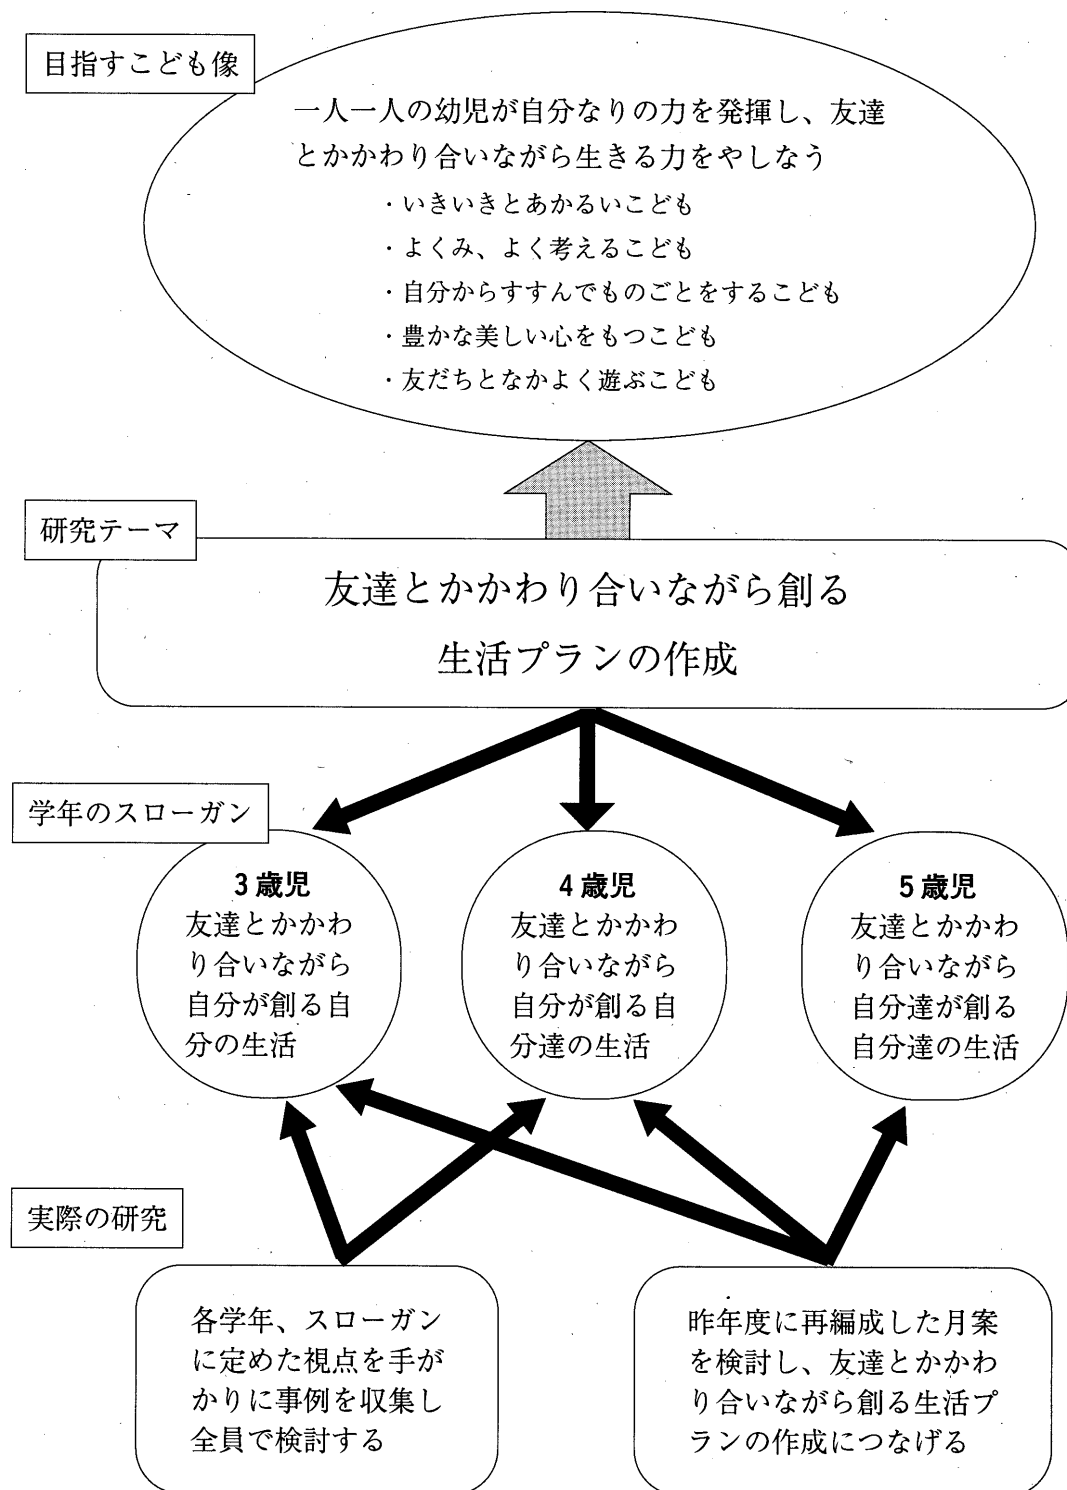 目指すこども像
一人一人の幼児が自分なりの力を発揮し、友達
とかかわり合いながら生きる力をやしなう
・いきいきとあかるいこども
・よくみ、よく考えるこども
・自分からすすんでものごとをするこども
・豊かな美しい心をもつこども
・友だちとなかよく遊ぶこども
研究テーマ
友達とかかわり合いながら創る
生活プランの作成
学年のスローガン
3歳児
友達とかかわ
り合いながら
自分が創る自
分の生活
4歳児
友達とかかわ
り合いながら
自分が創る自
分達の生活
5歳児
友達とかかわ
り合いながら
自分達が創る
自分達の生活
実際の研究
各学年、スローガン
に定めた視点を手が
かりに事例を収集し
全員で検討する
昨年度に再編成した月案
を検討し、友達とかかわ
り合いながら創る生活プ
ランの作成につなげる